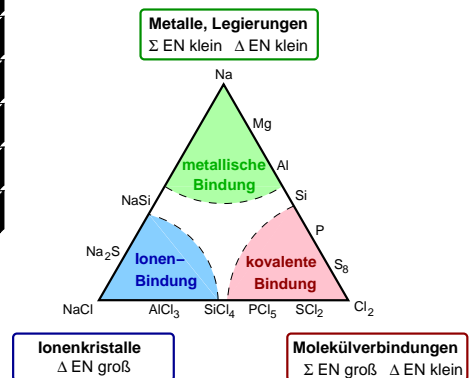 Metalle, Legierungen
Σ EN klein Δ EN klein
Na
Mg
Al
metallische
Bindung
Si
NaSi
P
Na₂S
S₈
Ionen–
Bindung
kovalente
Bindung
NaCl
AlCl₃
SiCl₄
PCl₅
SCl₂
Cl₂
Ionenkristalle
Δ EN groß
Molekülverbindungen
Σ EN groß Δ EN klein